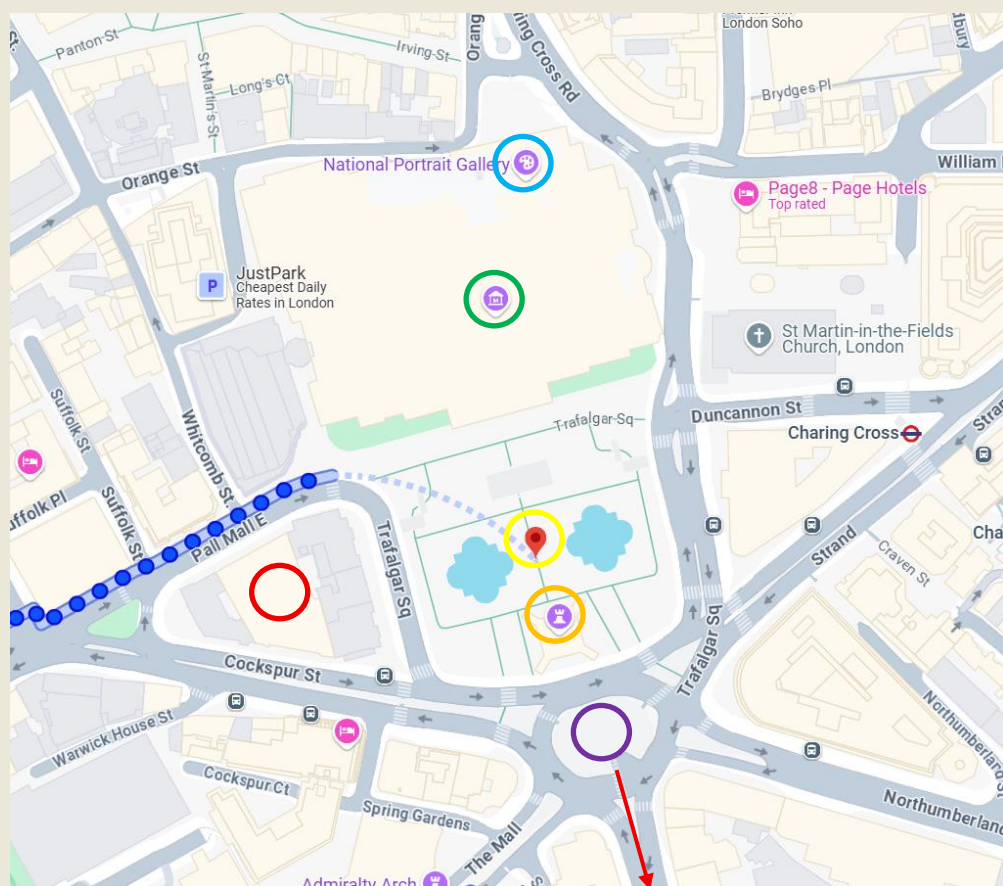 London Soho
Panton St
St Martin's St
Irving St
Long's Ct
Orange St
National Portrait Gallery
Brydges Pl
Page8 - Page Hotels
Top rated
P
JustPark
Cheapest Daily
Rates in London
St Martin-in-the-Fields
Church, London
Suffolk St
Whitcomb St.
Trafalgar Sq
Duncannon St
Charing Cross
Strand
Suffolk St
Pall Mall E
Trafalgar Sq
Craven St
Cockspur St
Trafalgar Sq
Warwick House St
Cockspur Ct
Spring Gardens
The Mall
Northumberland
Admiralty Arch